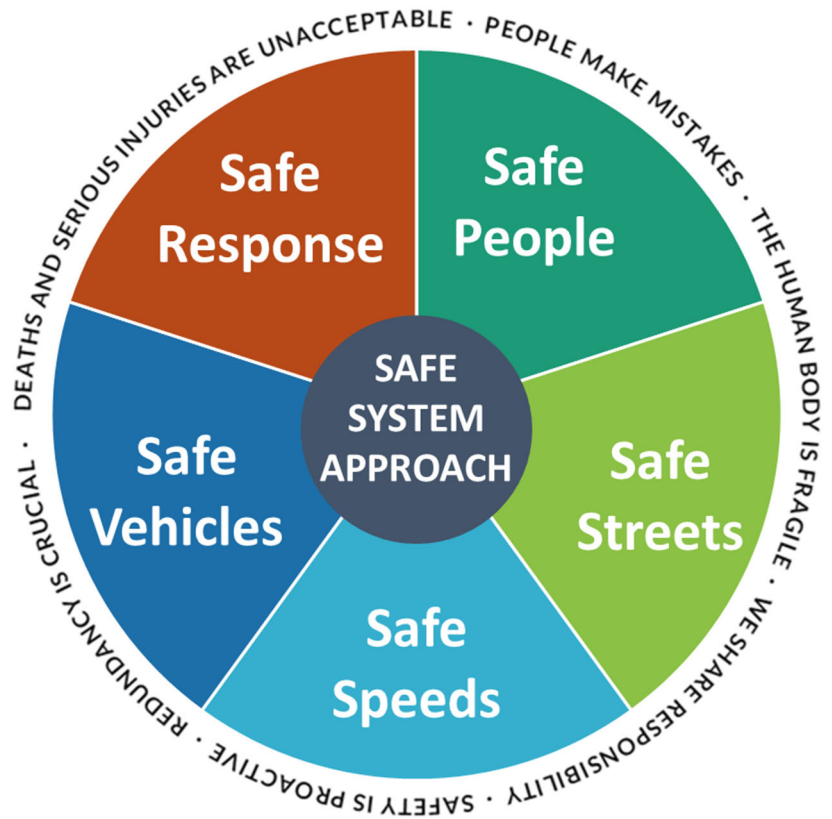 DEATHS AND SERIOUS INJURIES ARE UNACCEPTABLE · PEOPLE MAKE MISTAKES · THE HUMAN BODY IS FRAGILE · WE SHARE RESPONSIBILITY · SAFETY IS PROACTIVE · REDUNDANCY IS CRUCIAL ·
Safe
Response
Safe
People
Safe
Vehicles
SAFE
SYSTEM
APPROACH
Safe
Streets
Safe
Speeds